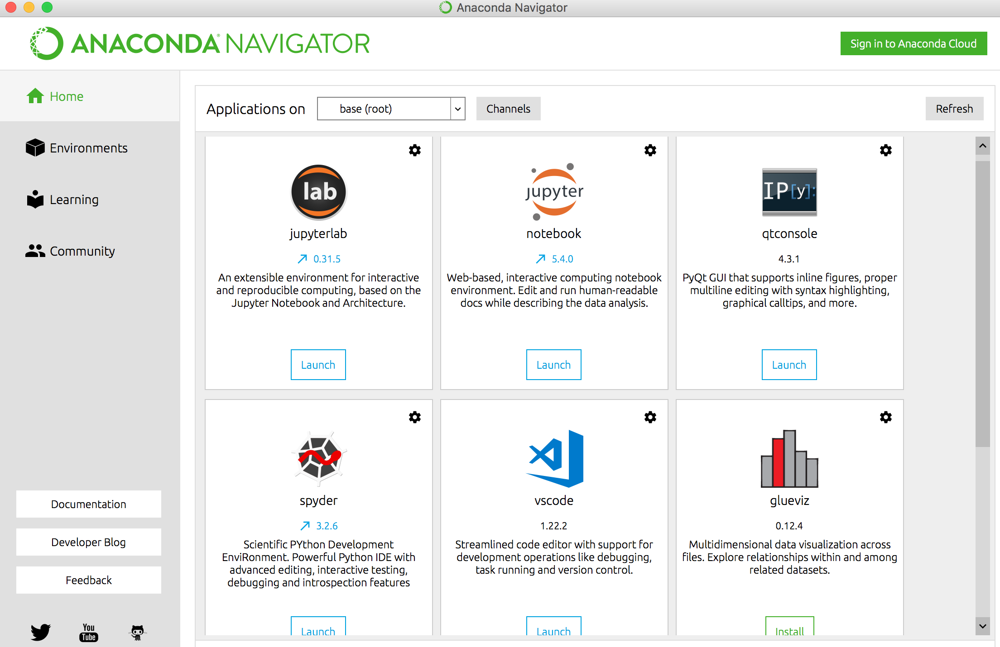 Anaconda Navigator
ANACONDA® NAVIGATOR
Sign in to Anaconda Cloud
Home
Environments
Learning
Community
Documentation
Developer Blog
Feedback
You
Tube
Applications on
base (root)
Channels
Refresh
lab
jupyterlab
0.31.5
An extensible environment for interactive
and reproducible computing, based on the
Jupyter Notebook and Architecture.
Launch
jupyter
notebook
5.4.0
Web-based, interactive computing notebook
environment. Edit and run human-readable
docs while describing the data analysis.
Launch
IP[y]:
qtconsole
4.3.1
PyQt GUI that supports inline figures, proper
multiline editing with syntax highlighting,
graphical calltips, and more.
Launch
spyder
3.2.6
Scientific PYthon Development
EnviRonment. Powerful Python IDE with
advanced editing, interactive testing,
debugging and introspection features
Launch
vscode
1.22.2
Streamlined code editor with support for
development operations like debugging,
task running and version control.
Launch
glueviz
0.12.4
Multidimensional data visualization across
files. Explore relationships within and among
related datasets.
Install